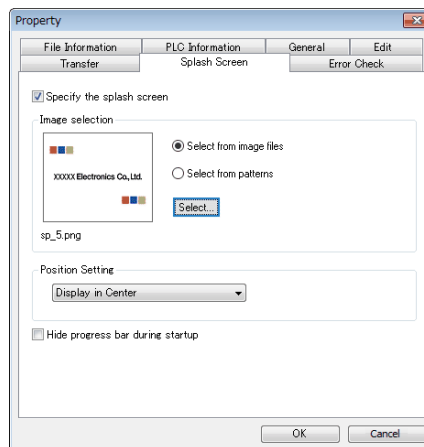 Property
File Information PLC Information General Edit
Transfer Splash Screen Error Check
Specify the splash screen
Image selection
XXXXX Electronics Co., Ltd.
Select from image files
Select from patterns
Select...
sp_5.png
Position Setting
Display in Center
Hide progress bar during startup
OK Cancel